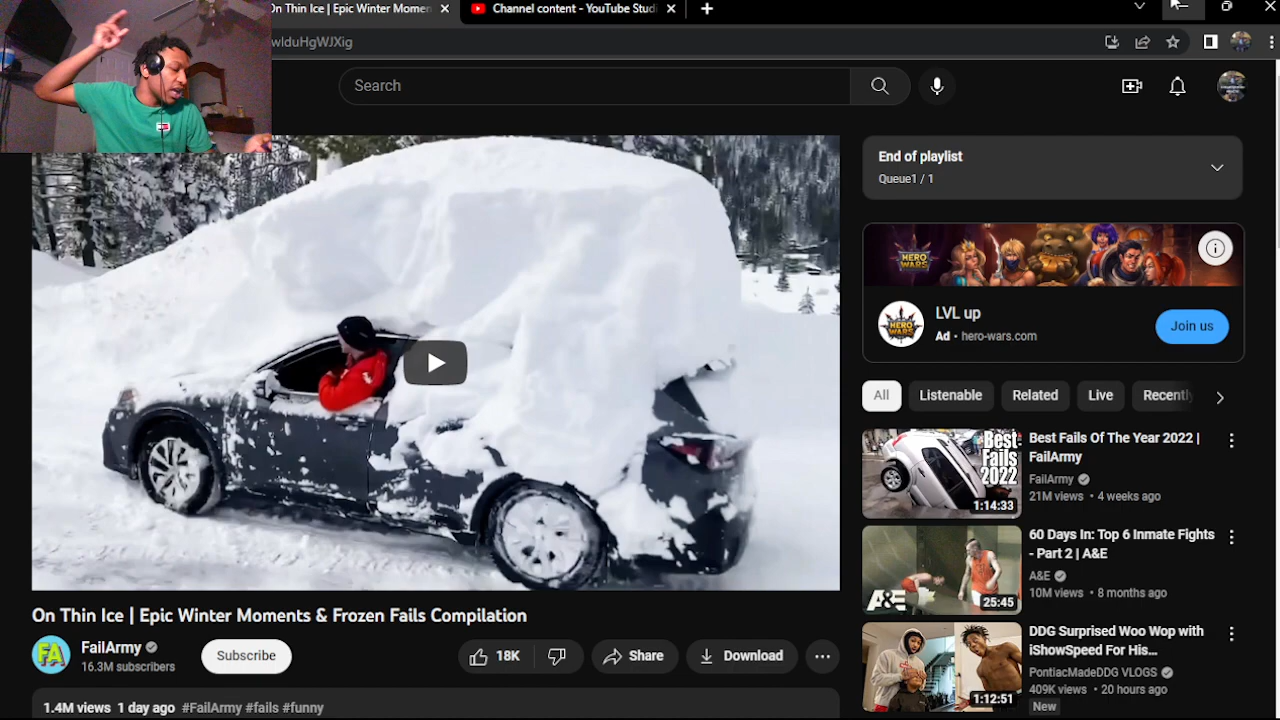 On Thin Ice | Epic Winter Momen
Channel content - YouTube Studi
wlduHgWJXig
Search
End of playlist
Queue1 / 1
HERO WARS
HERO WARS
LVL up
Ad • hero-wars.com
Join us
All
Listenable
Related
Live
Recently
Best Fails 2022
1:14:33
Best Fails Of The Year 2022 |
FailArmy
FailArmy
21M views • 4 weeks ago
A&E
25:45
60 Days In: Top 6 Inmate Fights
- Part 2 | A&E
A&E
10M views • 8 months ago
1:12:51
DDG Surprised Woo Wop with
iShowSpeed For His...
PontiacMadeDDG VLOGS
409K views • 20 hours ago
New
On Thin Ice | Epic Winter Moments & Frozen Fails Compilation
FA
FailArmy
16.3M subscribers
Subscribe
18K
Share
Download
1.4M views 1 day ago #FailArmy #fails #funny